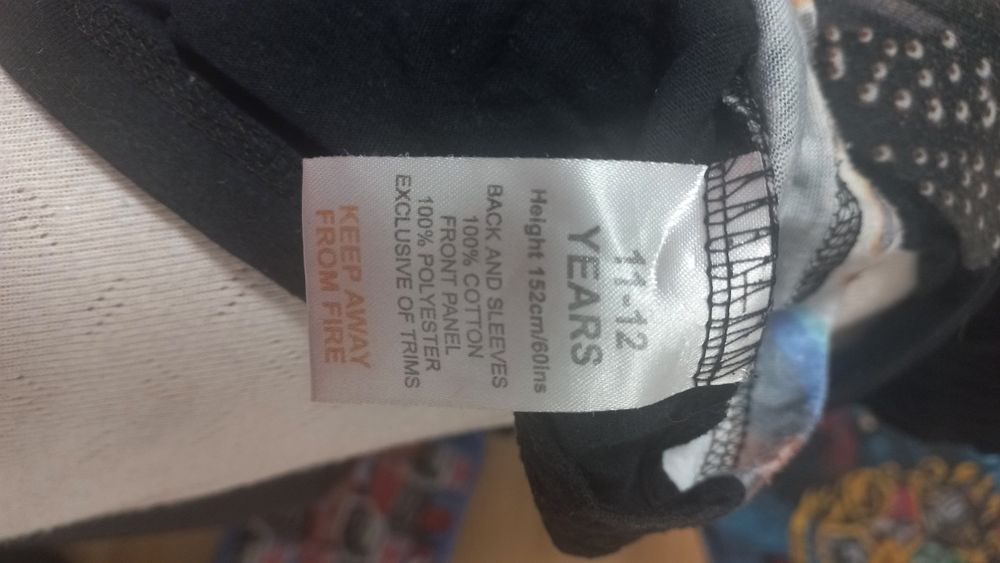 11-12
YEARS
Height 152cm/60Ins
BACK AND SLEEVES
100% COTTON
FRONT PANEL
100% POLYESTER
EXCLUSIVE OF TRIMS
KEEP AWAY
FROM FIRE